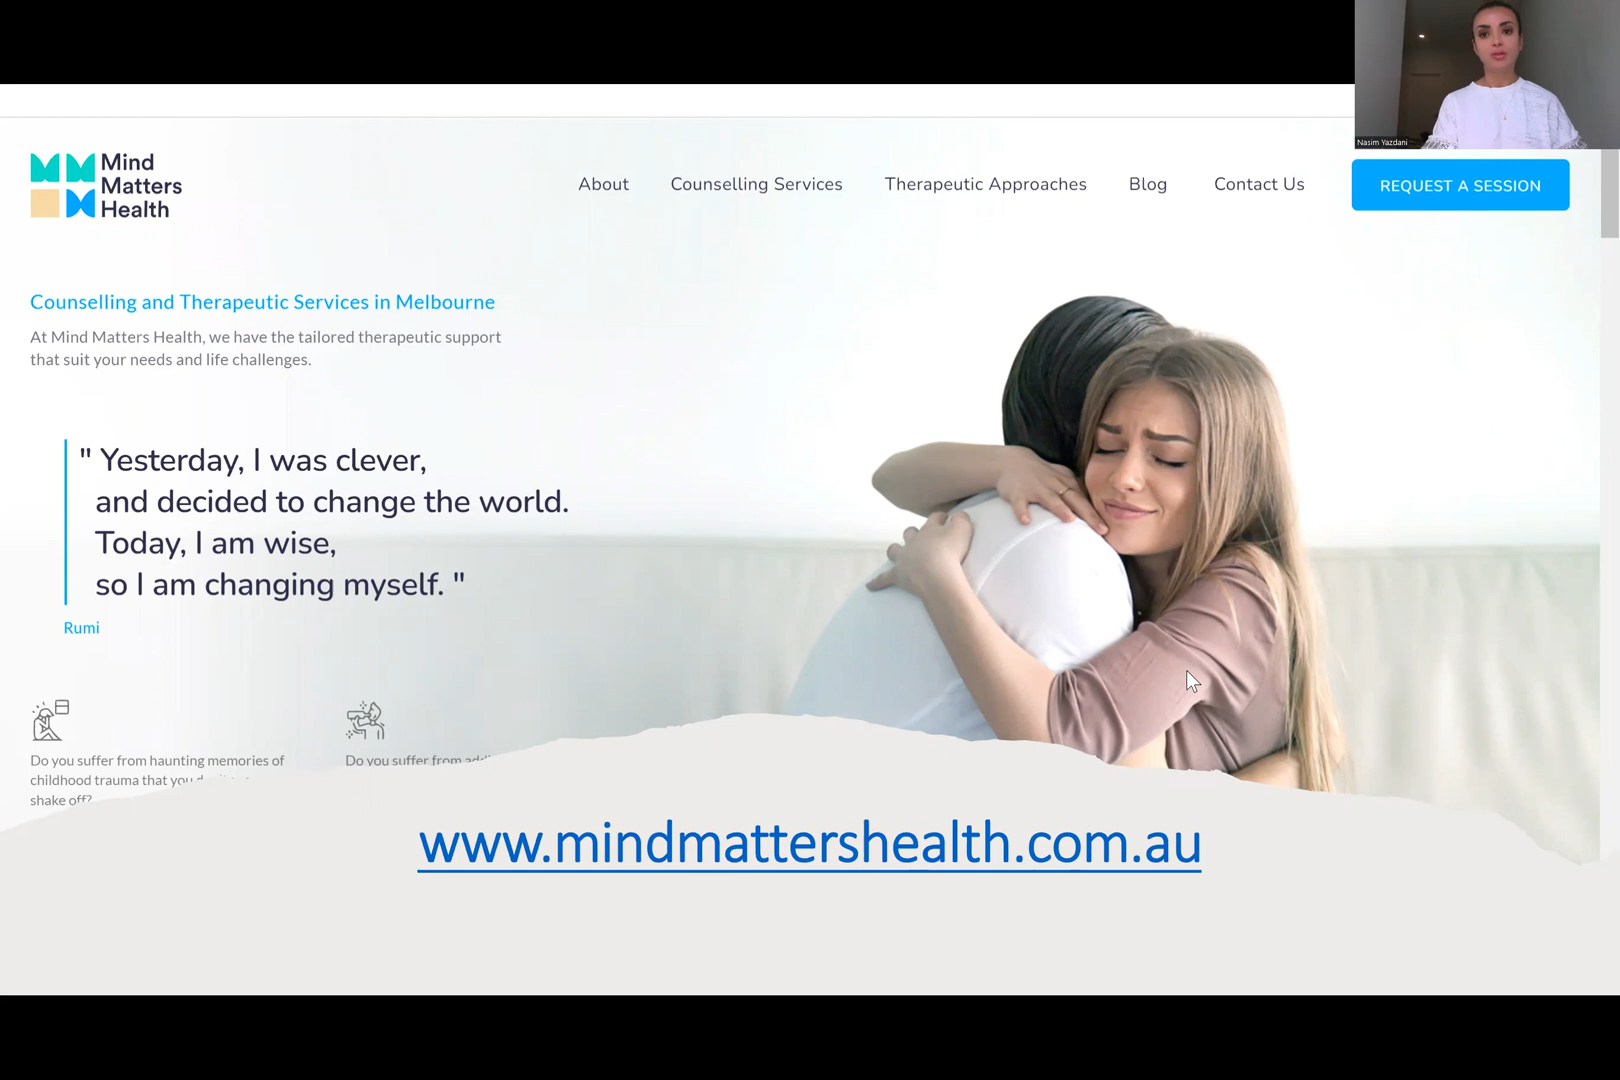 Nasim Yazdani
Mind
Matters
Health
About
Counselling Services
Therapeutic Approaches
Blog
Contact Us
REQUEST A SESSION
Counselling and Therapeutic Services in Melbourne
At Mind Matters Health, we have the tailored therapeutic support
that suit your needs and life challenges.
" Yesterday, I was clever,
and decided to change the world.
Today, I am wise,
so I am changing myself. "
Rumi
Do you suffer from haunting memories of
childhood trauma that you
shake off?
Do you suffer from
www.mindmattershealth.com.au